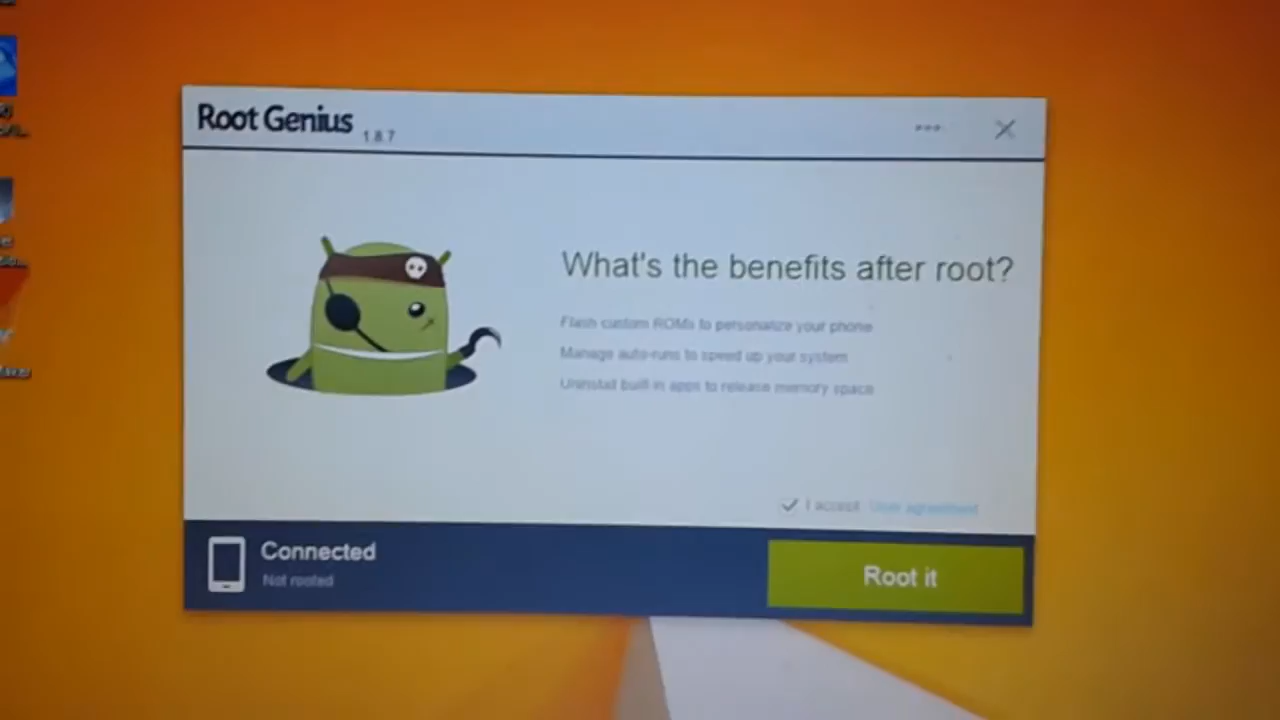 Root Genius
1.8.7
What's the benefits after root?
Flash custom ROMs to personalize your phone
Manage auto-runs to speed up your system
Uninstall built in apps to release memory space
I accept User agreement
Connected
Not rooted
Root it